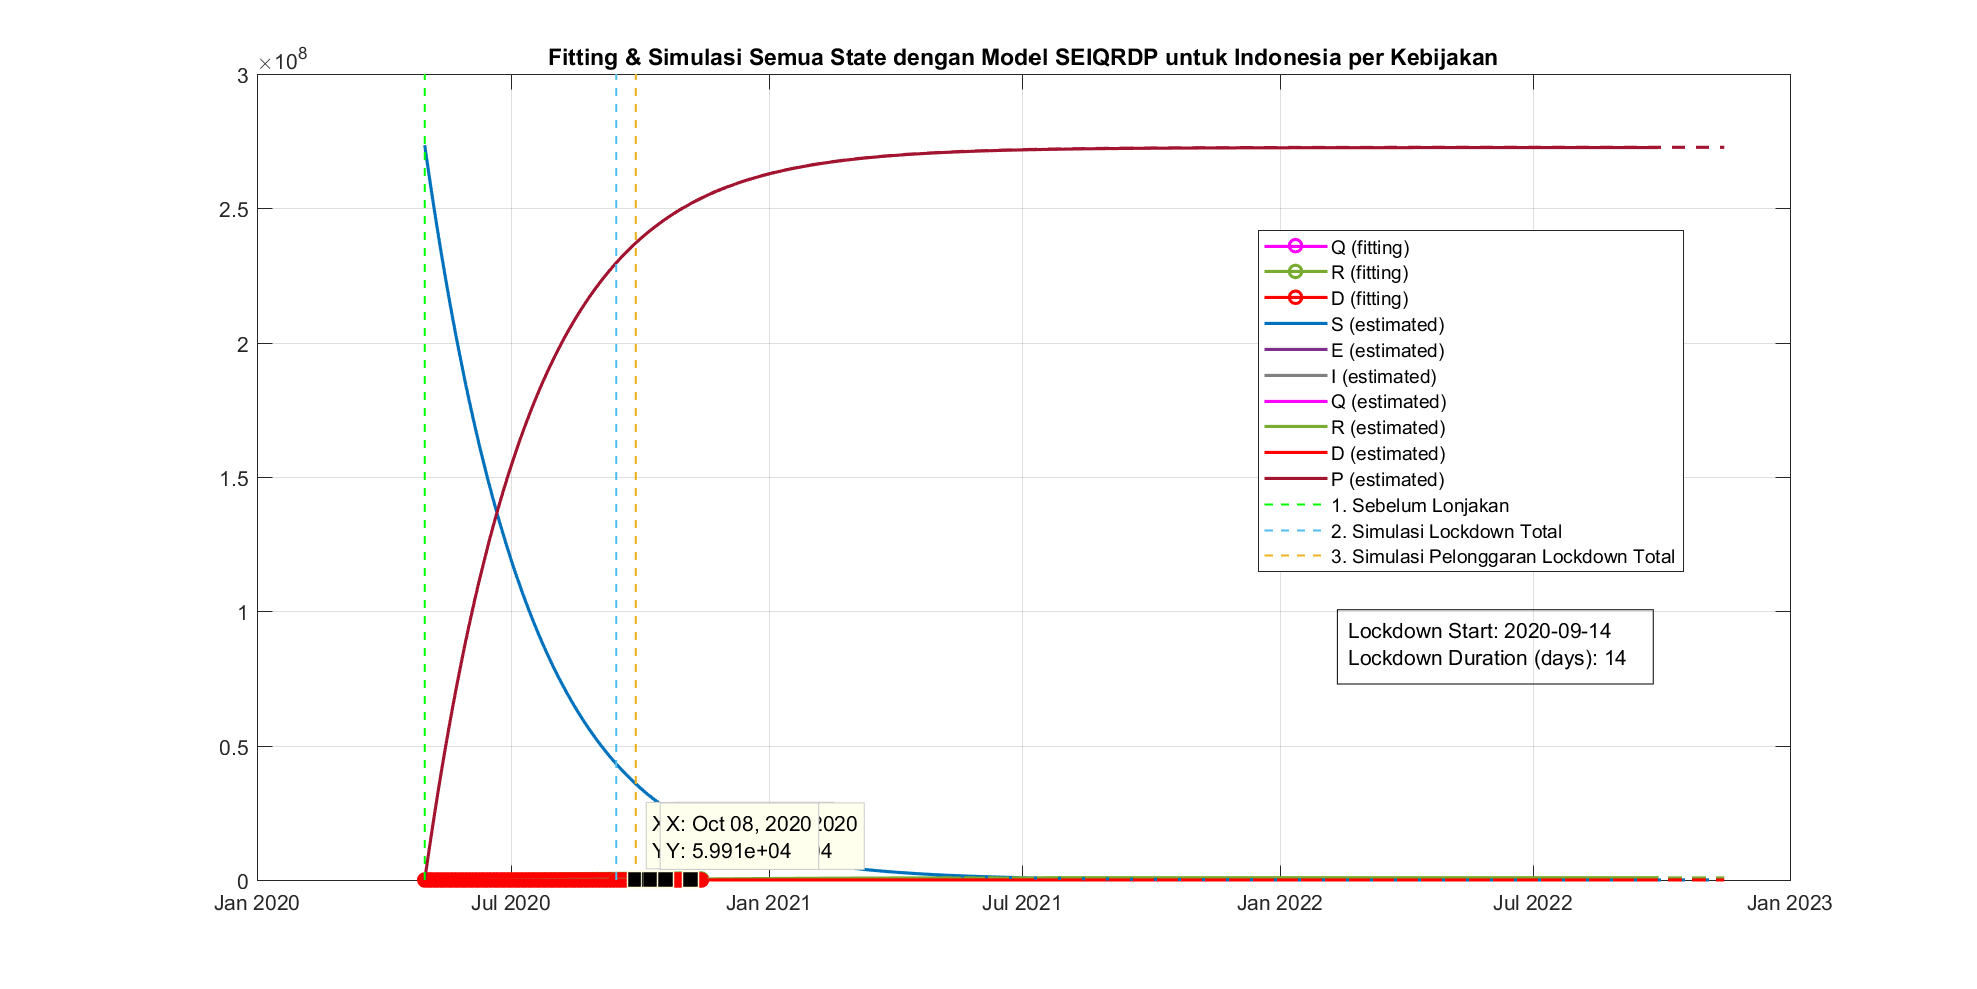 Fitting & Simulasi Semua State dengan Model SEIQRDP untuk Indonesia per Kebijakan
×10^8
3
2.5
2
1.5
1
0.5
0
Jan 2020
Jul 2020
Jan 2021
Jul 2021
Jan 2022
Jul 2022
Jan 2023
Q (fitting)
R (fitting)
D (fitting)
S (estimated)
E (estimated)
I (estimated)
Q (estimated)
R (estimated)
D (estimated)
P (estimated)
1. Sebelum Lonjakan
2. Simulasi Lockdown Total
3. Simulasi Pelonggaran Lockdown Total
Lockdown Start: 2020-09-14
Lockdown Duration (days): 14
X: Oct 08, 2020
Y: 5.991e+04